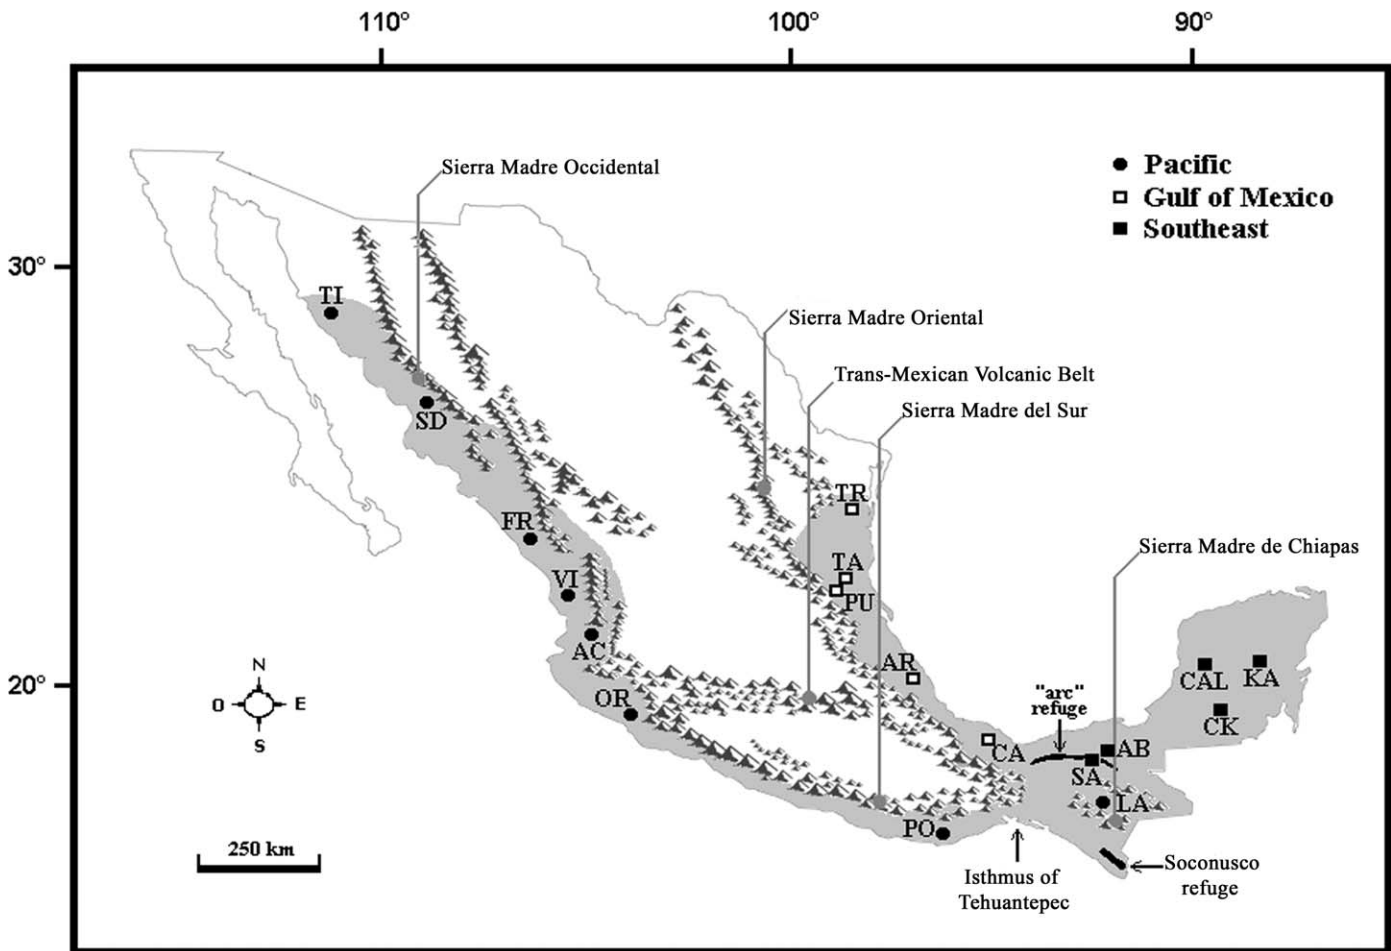 110°
100°
90°
30°
20°
Pacific
Gulf of Mexico
Southeast
Sierra Madre Occidental
Sierra Madre Oriental
Trans-Mexican Volcanic Belt
Sierra Madre del Sur
Sierra Madre de Chiapas
TI
SD
FR
VI
AC
OR
PO
TR
TA
PU
AR
CA
CAL
KA
CK
AB
SA
LA
"arc"
refuge
N
O
E
S
250 km
Isthmus of
Tehuantepec
Soconusco
refuge